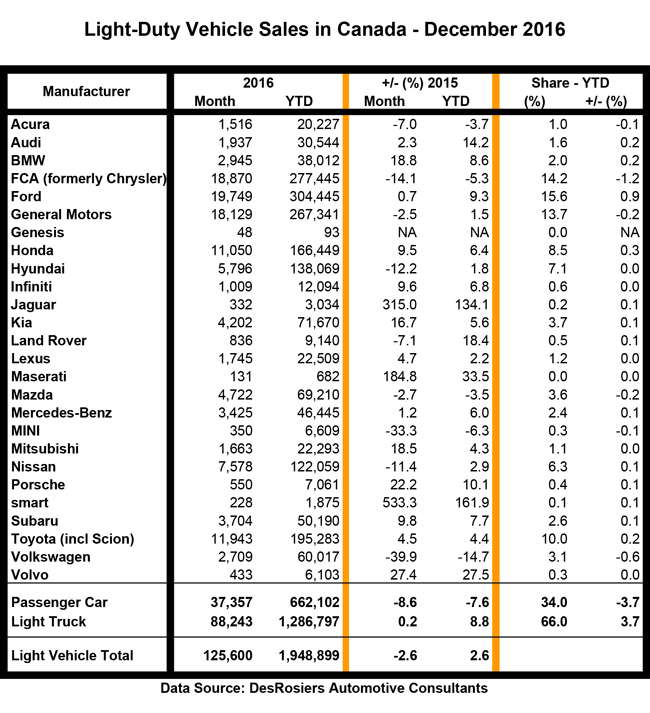 Light-Duty Vehicle Sales in Canada - December 2016
Manufacturer 2016 +/- (%) 2015 Share - YTD
Month YTD Month YTD (%) +/- (%)
Acura 1,516 20,227 -7.0 -3.7 1.0 -0.1
Audi 1,937 30,544 2.3 14.2 1.6 0.2
BMW 2,945 38,012 18.8 8.6 2.0 0.2
FCA (formerly Chrysler) 18,870 277,445 -14.1 -5.3 14.2 -1.2
Ford 19,749 304,445 0.7 9.3 15.6 0.9
General Motors 18,129 267,341 -2.5 1.5 13.7 -0.2
Genesis 48 93 NA NA 0.0 NA
Honda 11,050 166,449 9.5 6.4 8.5 0.3
Hyundai 5,796 138,069 -12.2 1.8 7.1 0.0
Infiniti 1,009 12,094 9.6 6.8 0.6 0.0
Jaguar 332 3,034 315.0 134.1 0.2 0.1
Kia 4,202 71,670 16.7 5.6 3.7 0.1
Land Rover 836 9,140 -7.1 18.4 0.5 0.1
Lexus 1,745 22,509 4.7 2.2 1.2 0.0
Maserati 131 682 184.8 33.5 0.0 0.0
Mazda 4,722 69,210 -2.7 -3.5 3.6 -0.2
Mercedes-Benz 3,425 46,445 1.2 6.0 2.4 0.1
MINI 350 6,609 -33.3 -6.3 0.3 -0.1
Mitsubishi 1,663 22,293 18.5 4.3 1.1 0.0
Nissan 7,578 122,059 -11.4 2.9 6.3 0.1
Porsche 550 7,061 22.2 10.1 0.4 0.1
smart 228 1,875 533.3 161.9 0.1 0.1
Subaru 3,704 50,190 9.8 7.7 2.6 0.1
Toyota (incl Scion) 11,943 195,283 4.5 4.4 10.0 0.2
Volkswagen 2,709 60,017 -39.9 -14.7 3.1 -0.6
Volvo 433 6,103 27.4 27.5 0.3 0.0
Passenger Car 37,357 662,102 -8.6 -7.6 34.0 -3.7
Light Truck 88,243 1,286,797 0.2 8.8 66.0 3.7
Light Vehicle Total 125,600 1,948,899 -2.6 2.6
Data Source: DesRosiers Automotive Consultants